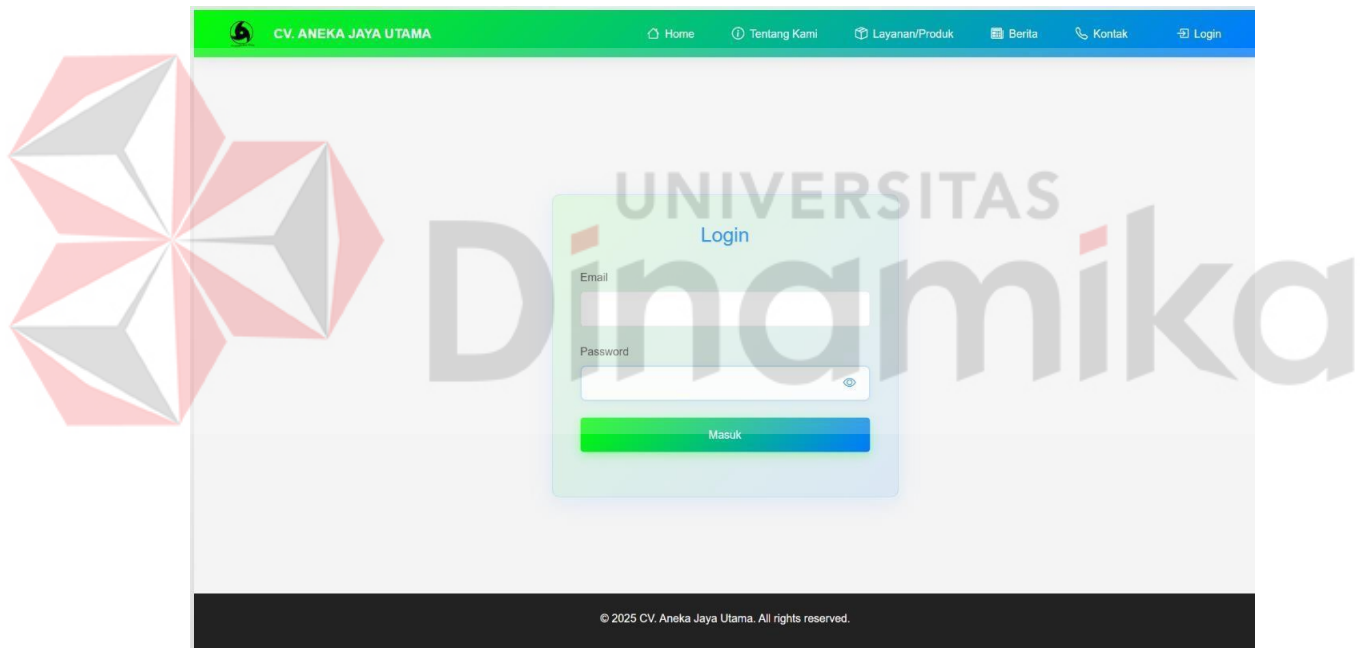 CV. ANEKA JAYA UTAMA Home Tentang Kami Layanan/Produk Berita Kontak Login
UNIVERSITAS
Dinamika
Login
Email
Password
Masuk
© 2025 CV. Aneka Jaya Utama. All rights reserved.